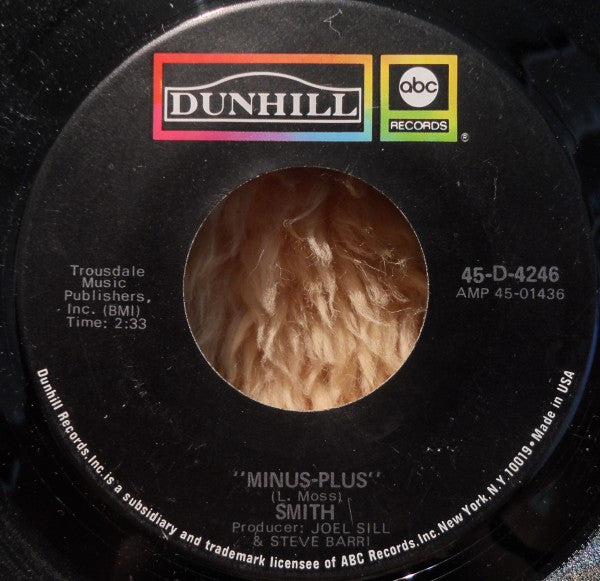 DUNHILL
abc
RECORDS
®
Trousdale
Music
Publishers,
Inc. (BMI)
Time: 2:33
45-D-4246
AMP 45-01436
"MINUS-PLUS"
(L. Moss)
SMITH
Producer: JOEL SILL
& STEVE BARRI
Dunhill Records, Inc. is a subsidiary and trademark licensee of ABC Records, Inc. New York, N.Y. 10019 • Made in USA